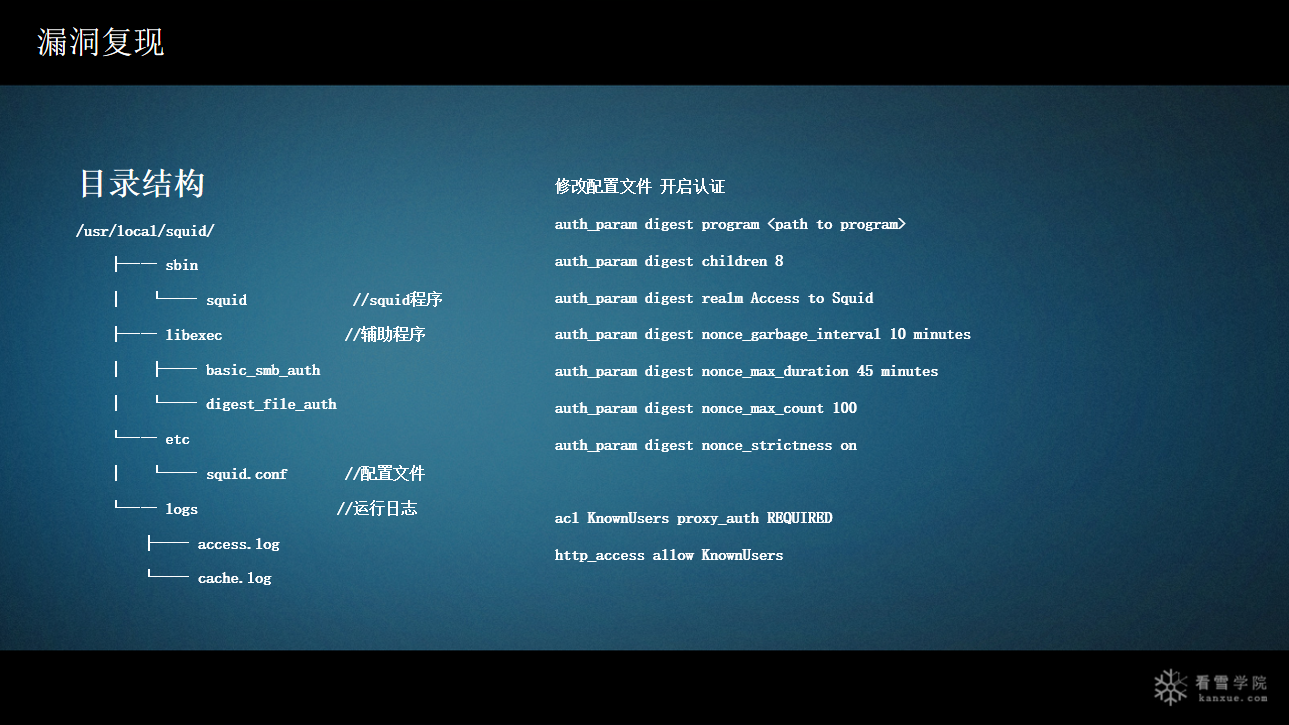 漏洞复现
目录结构
/usr/local/squid/
├── sbin
│ └── squid //squid程序
├── libexec //辅助程序
│ ├── basic_smb_auth
│ └── digest_file_auth
└── etc
│ └── squid.conf //配置文件
└── logs //运行日志
├── access.log
└── cache.log
修改配置文件 开启认证
auth_param digest program <path to program>
auth_param digest children 8
auth_param digest realm Access to Squid
auth_param digest nonce_garbage_interval 10 minutes
auth_param digest nonce_max_duration 45 minutes
auth_param digest nonce_max_count 100
auth_param digest nonce_strictness on
acl KnownUsers proxy_auth REQUIRED
http_access allow KnownUsers
看雪学院
kanxue.com